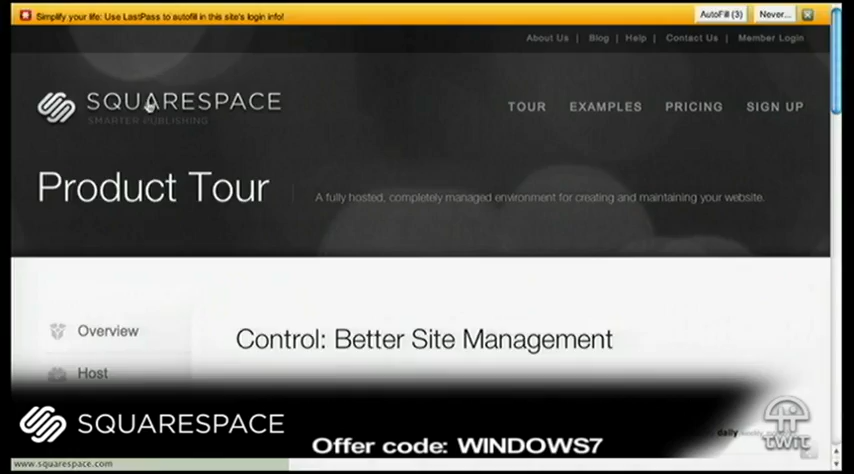 Simplify your life: Use LastPass to autofill in this site's login info!
AutoFill (3)
Never...
About Us | Blog | Help | Contact Us | Member Login
SQUARESPACE
SMARTER PUBLISHING
TOUR
EXAMPLES
PRICING
SIGN UP
Product Tour
A fully hosted, completely managed environment for creating and maintaining your website.
Overview
Control: Better Site Management
Host
SQUARESPACE
Offer code: WINDOWS7
daily
TWiT
www.squarespace.com